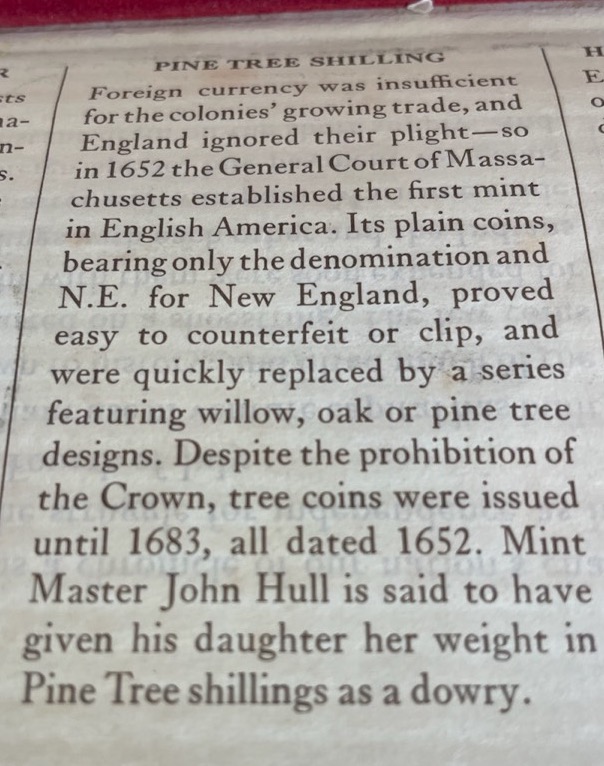 PINE TREE SHILLING
Foreign currency was insufficient
for the colonies' growing trade, and
England ignored their plight—so
in 1652 the General Court of Massa-
chusetts established the first mint
in English America. Its plain coins,
bearing only the denomination and
N.E. for New England, proved
easy to counterfeit or clip, and
were quickly replaced by a series
featuring willow, oak or pine tree
designs. Despite the prohibition of
the Crown, tree coins were issued
until 1683, all dated 1652. Mint
Master John Hull is said to have
given his daughter her weight in
Pine Tree shillings as a dowry.